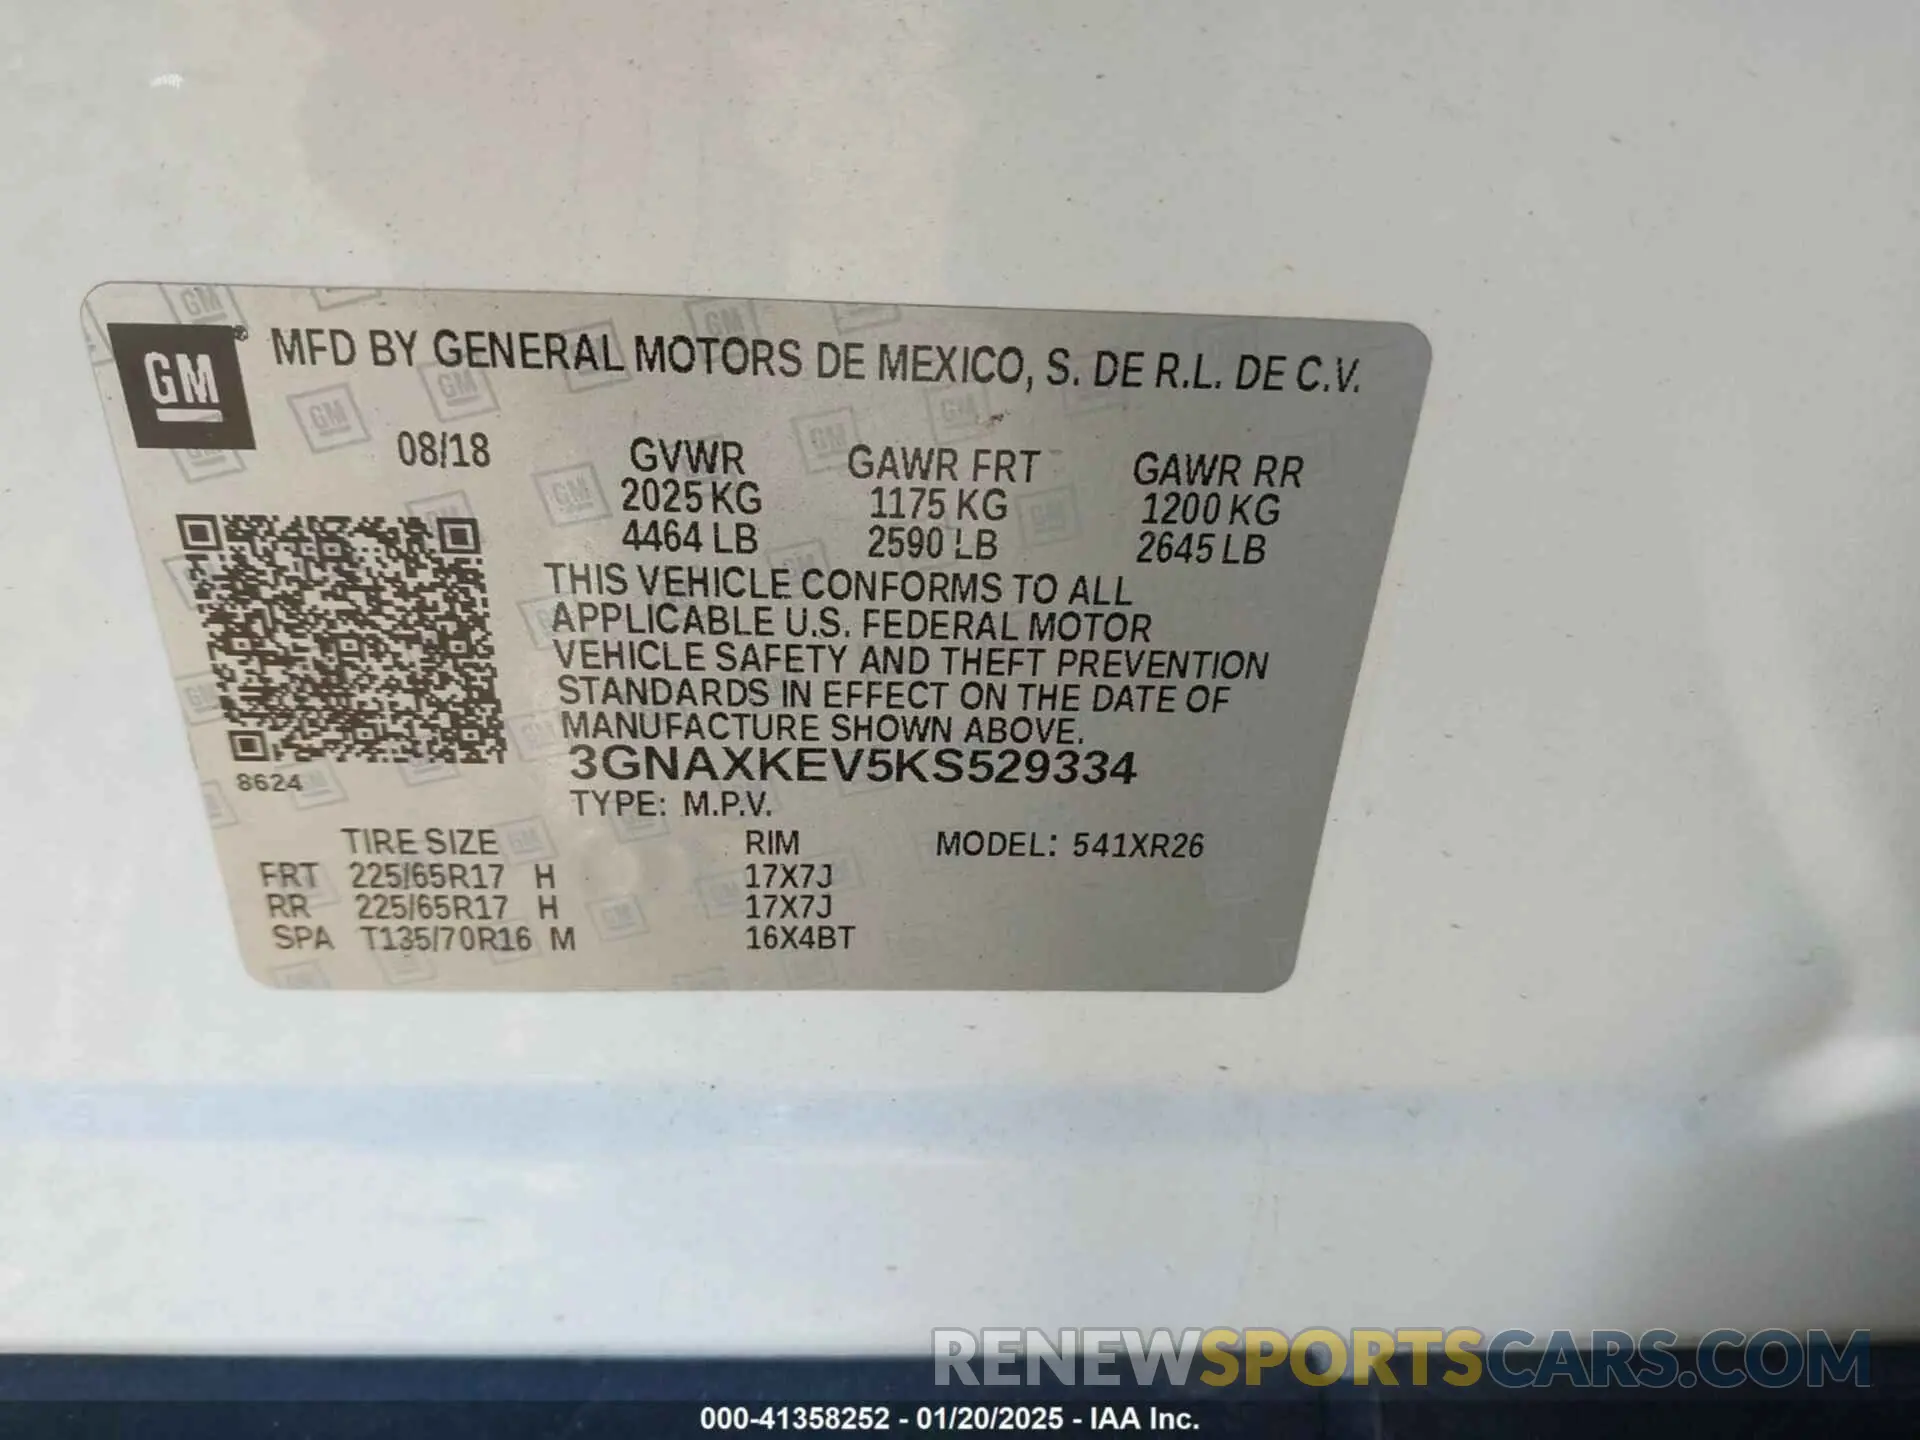 GM
MFD BY GENERAL MOTORS DE MEXICO, S. DE R.L. DE C.V.
08/18 GVWR GAWR FRT GAWR RR
2025 KG 1175 KG 1200 KG
4464 LB 2590 LB 2645 LB
THIS VEHICLE CONFORMS TO ALL
APPLICABLE U.S. FEDERAL MOTOR
VEHICLE SAFETY AND THEFT PREVENTION
STANDARDS IN EFFECT ON THE DATE OF
MANUFACTURE SHOWN ABOVE.
3GNAXKEV5KS529334
8624
TYPE: M.P.V.
TIRE SIZE RIM MODEL: 541XR26
FRT 225/65R17 H 17X7J
RR 225/65R17 H 17X7J
SPA T135/70R16 M 16X4BT
RENEWSPORTSCARS.COM
000-41358252 - 01/20/2025 - IAA Inc.